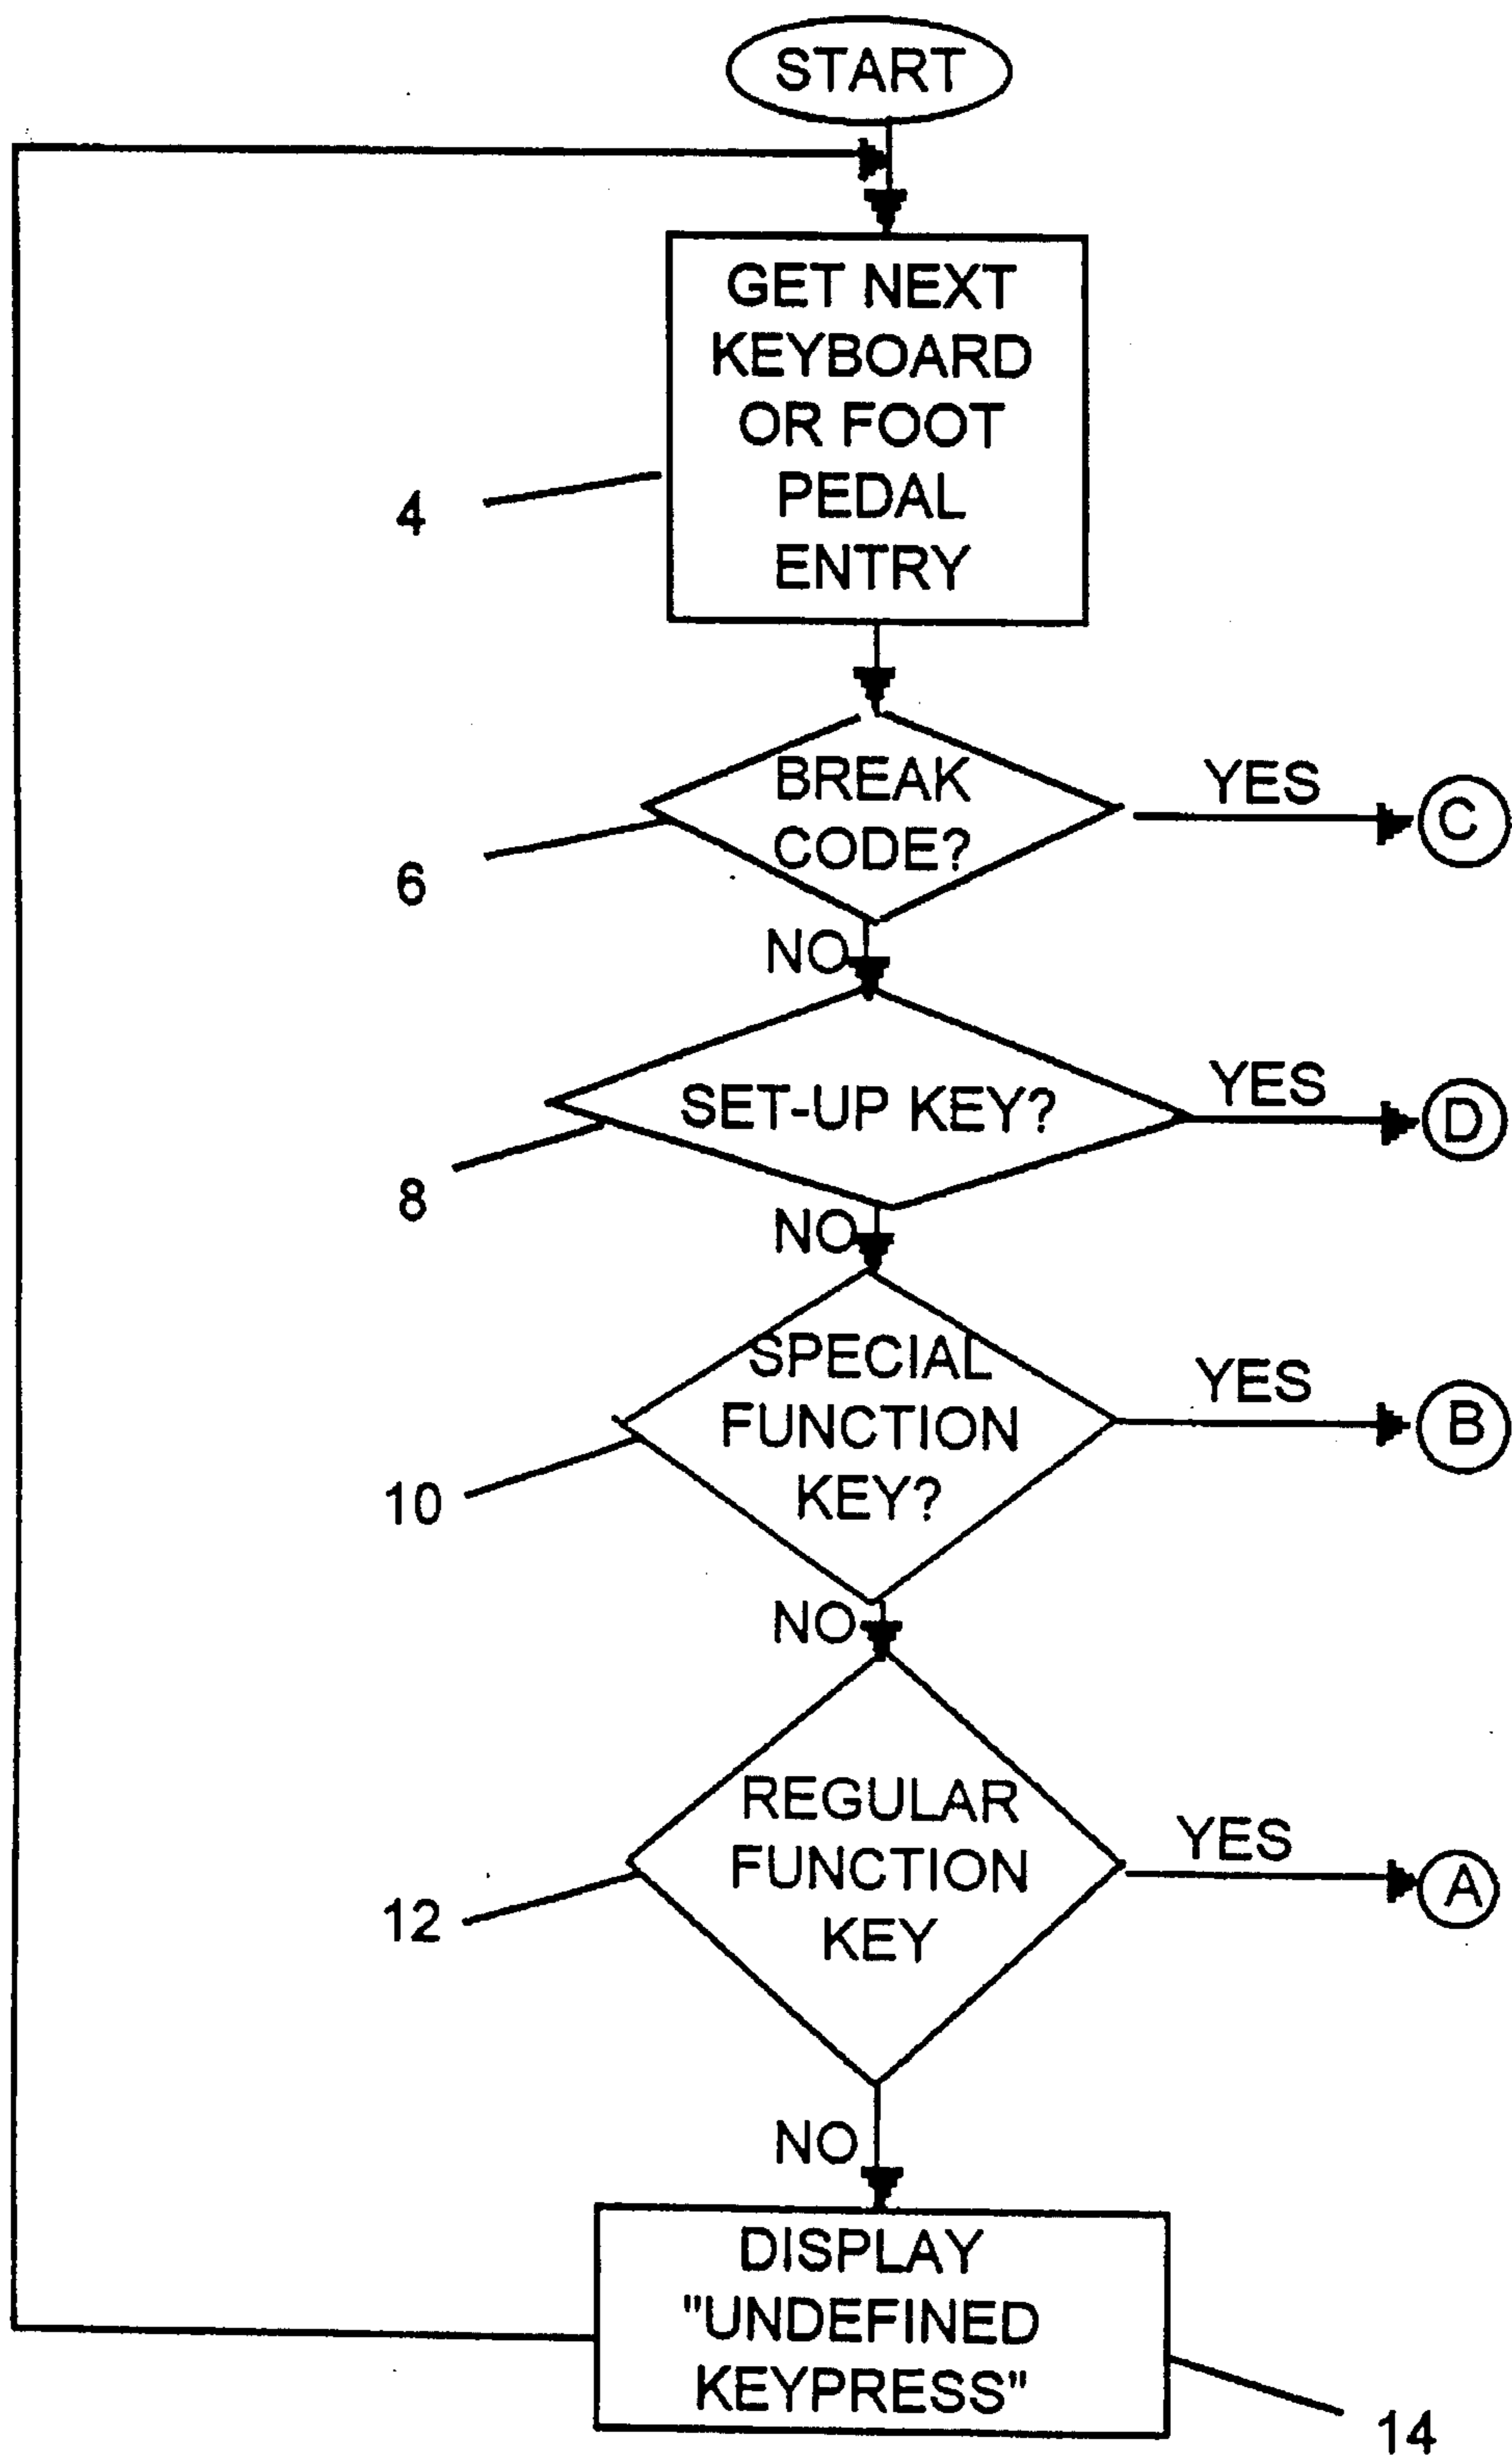 START
GET NEXT
KEYBOARD
OR FOOT
PEDAL
ENTRY
4
BREAK
CODE?
YES
C
6
NO
SET-UP KEY?
YES
D
8
NO
SPECIAL
FUNCTION
KEY?
YES
B
10
NO
REGULAR
FUNCTION
KEY
YES
A
12
NO
DISPLAY
"UNDEFINED
KEYPRESS"
14